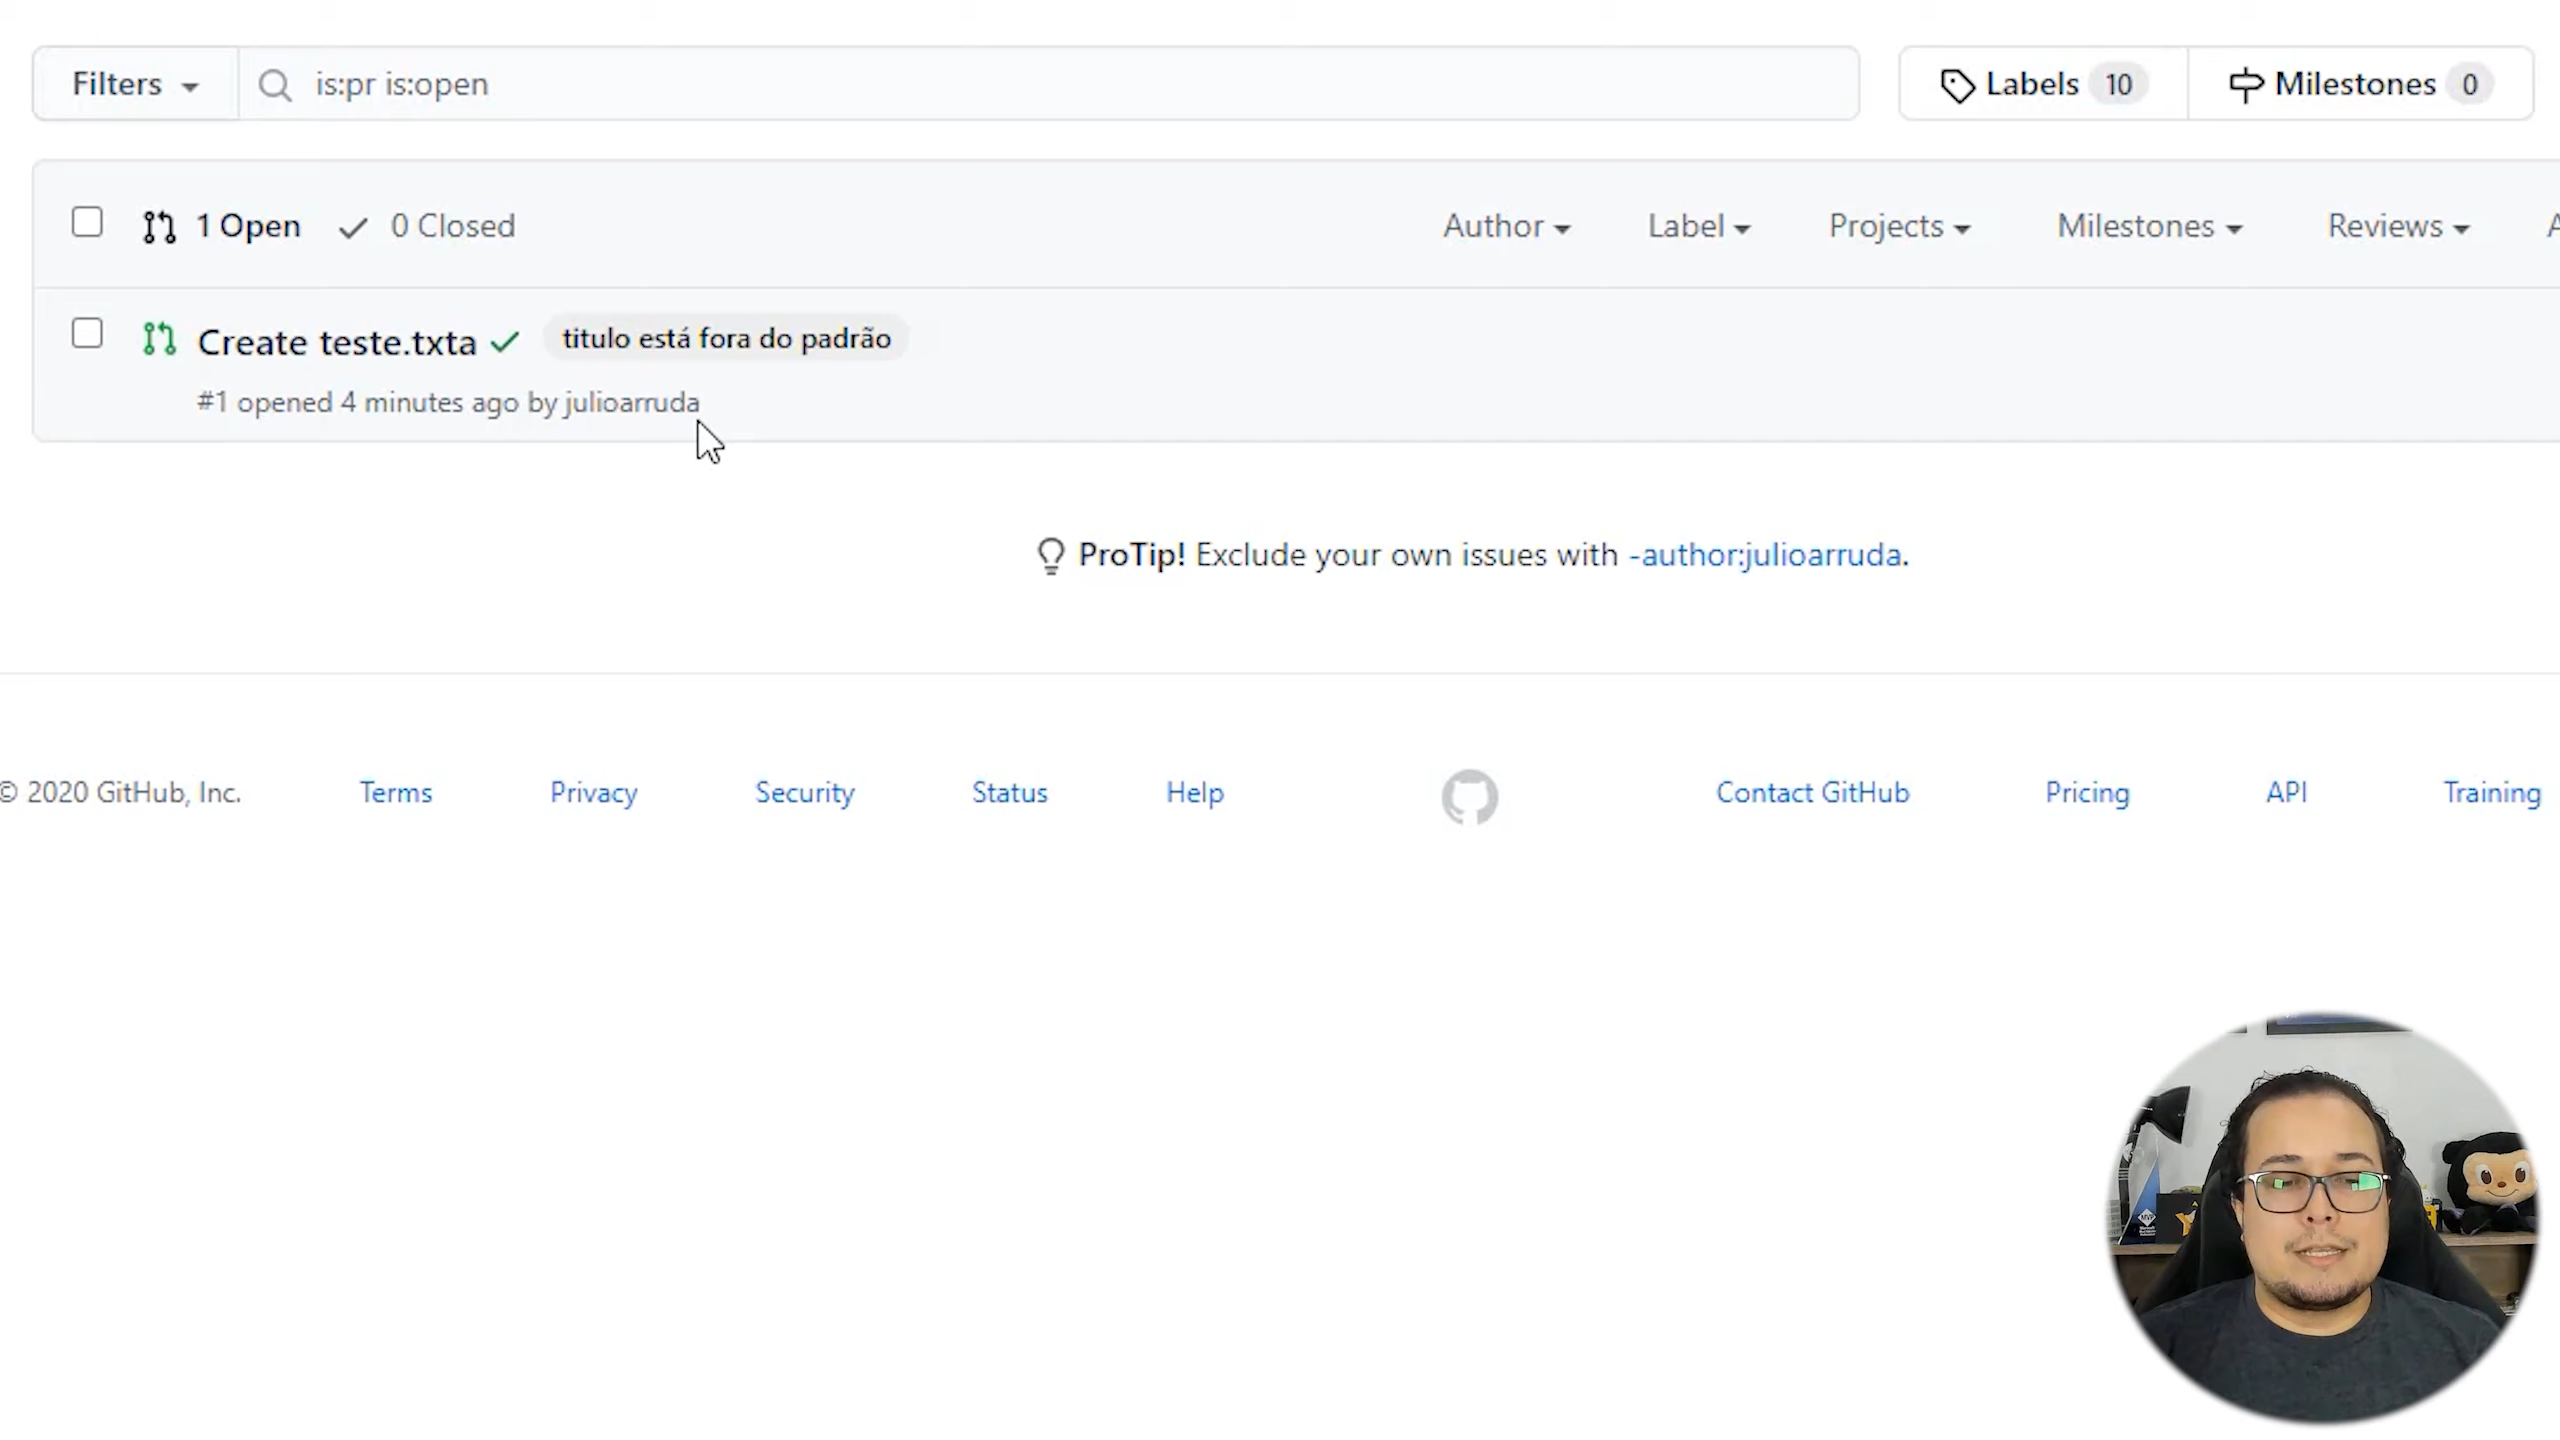 Filters
is:pr is:open
Labels 10
Milestones 0
1 Open
0 Closed
Author
Label
Projects
Milestones
Reviews
A
Create teste.txta
titulo está fora do padrão
#1 opened 4 minutes ago by julioarruda
ProTip! Exclude your own issues with -author:julioarruda.
© 2020 GitHub, Inc.
Terms
Privacy
Security
Status
Help
Contact GitHub
Pricing
API
Training
MVP